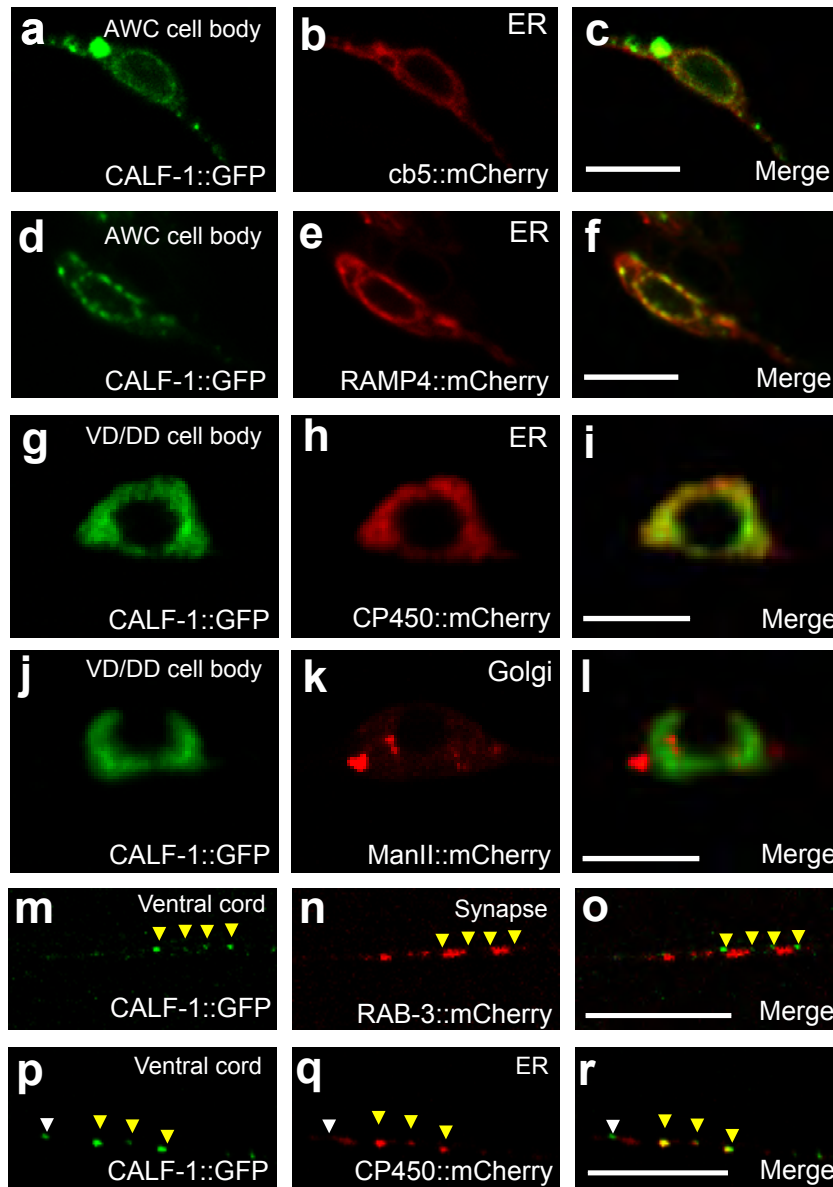 a AWC cell body
CALF-1::GFP
b ER
cb5::mCherry
c
Merge
d AWC cell body
CALF-1::GFP
e ER
RAMP4::mCherry
f
Merge
g VD/DD cell body
CALF-1::GFP
h ER
CP450::mCherry
i
Merge
j VD/DD cell body
CALF-1::GFP
k Golgi
ManII::mCherry
l
Merge
m Ventral cord
CALF-1::GFP
n Synapse
RAB-3::mCherry
o
Merge
p Ventral cord
CALF-1::GFP
q ER
CP450::mCherry
r
Merge